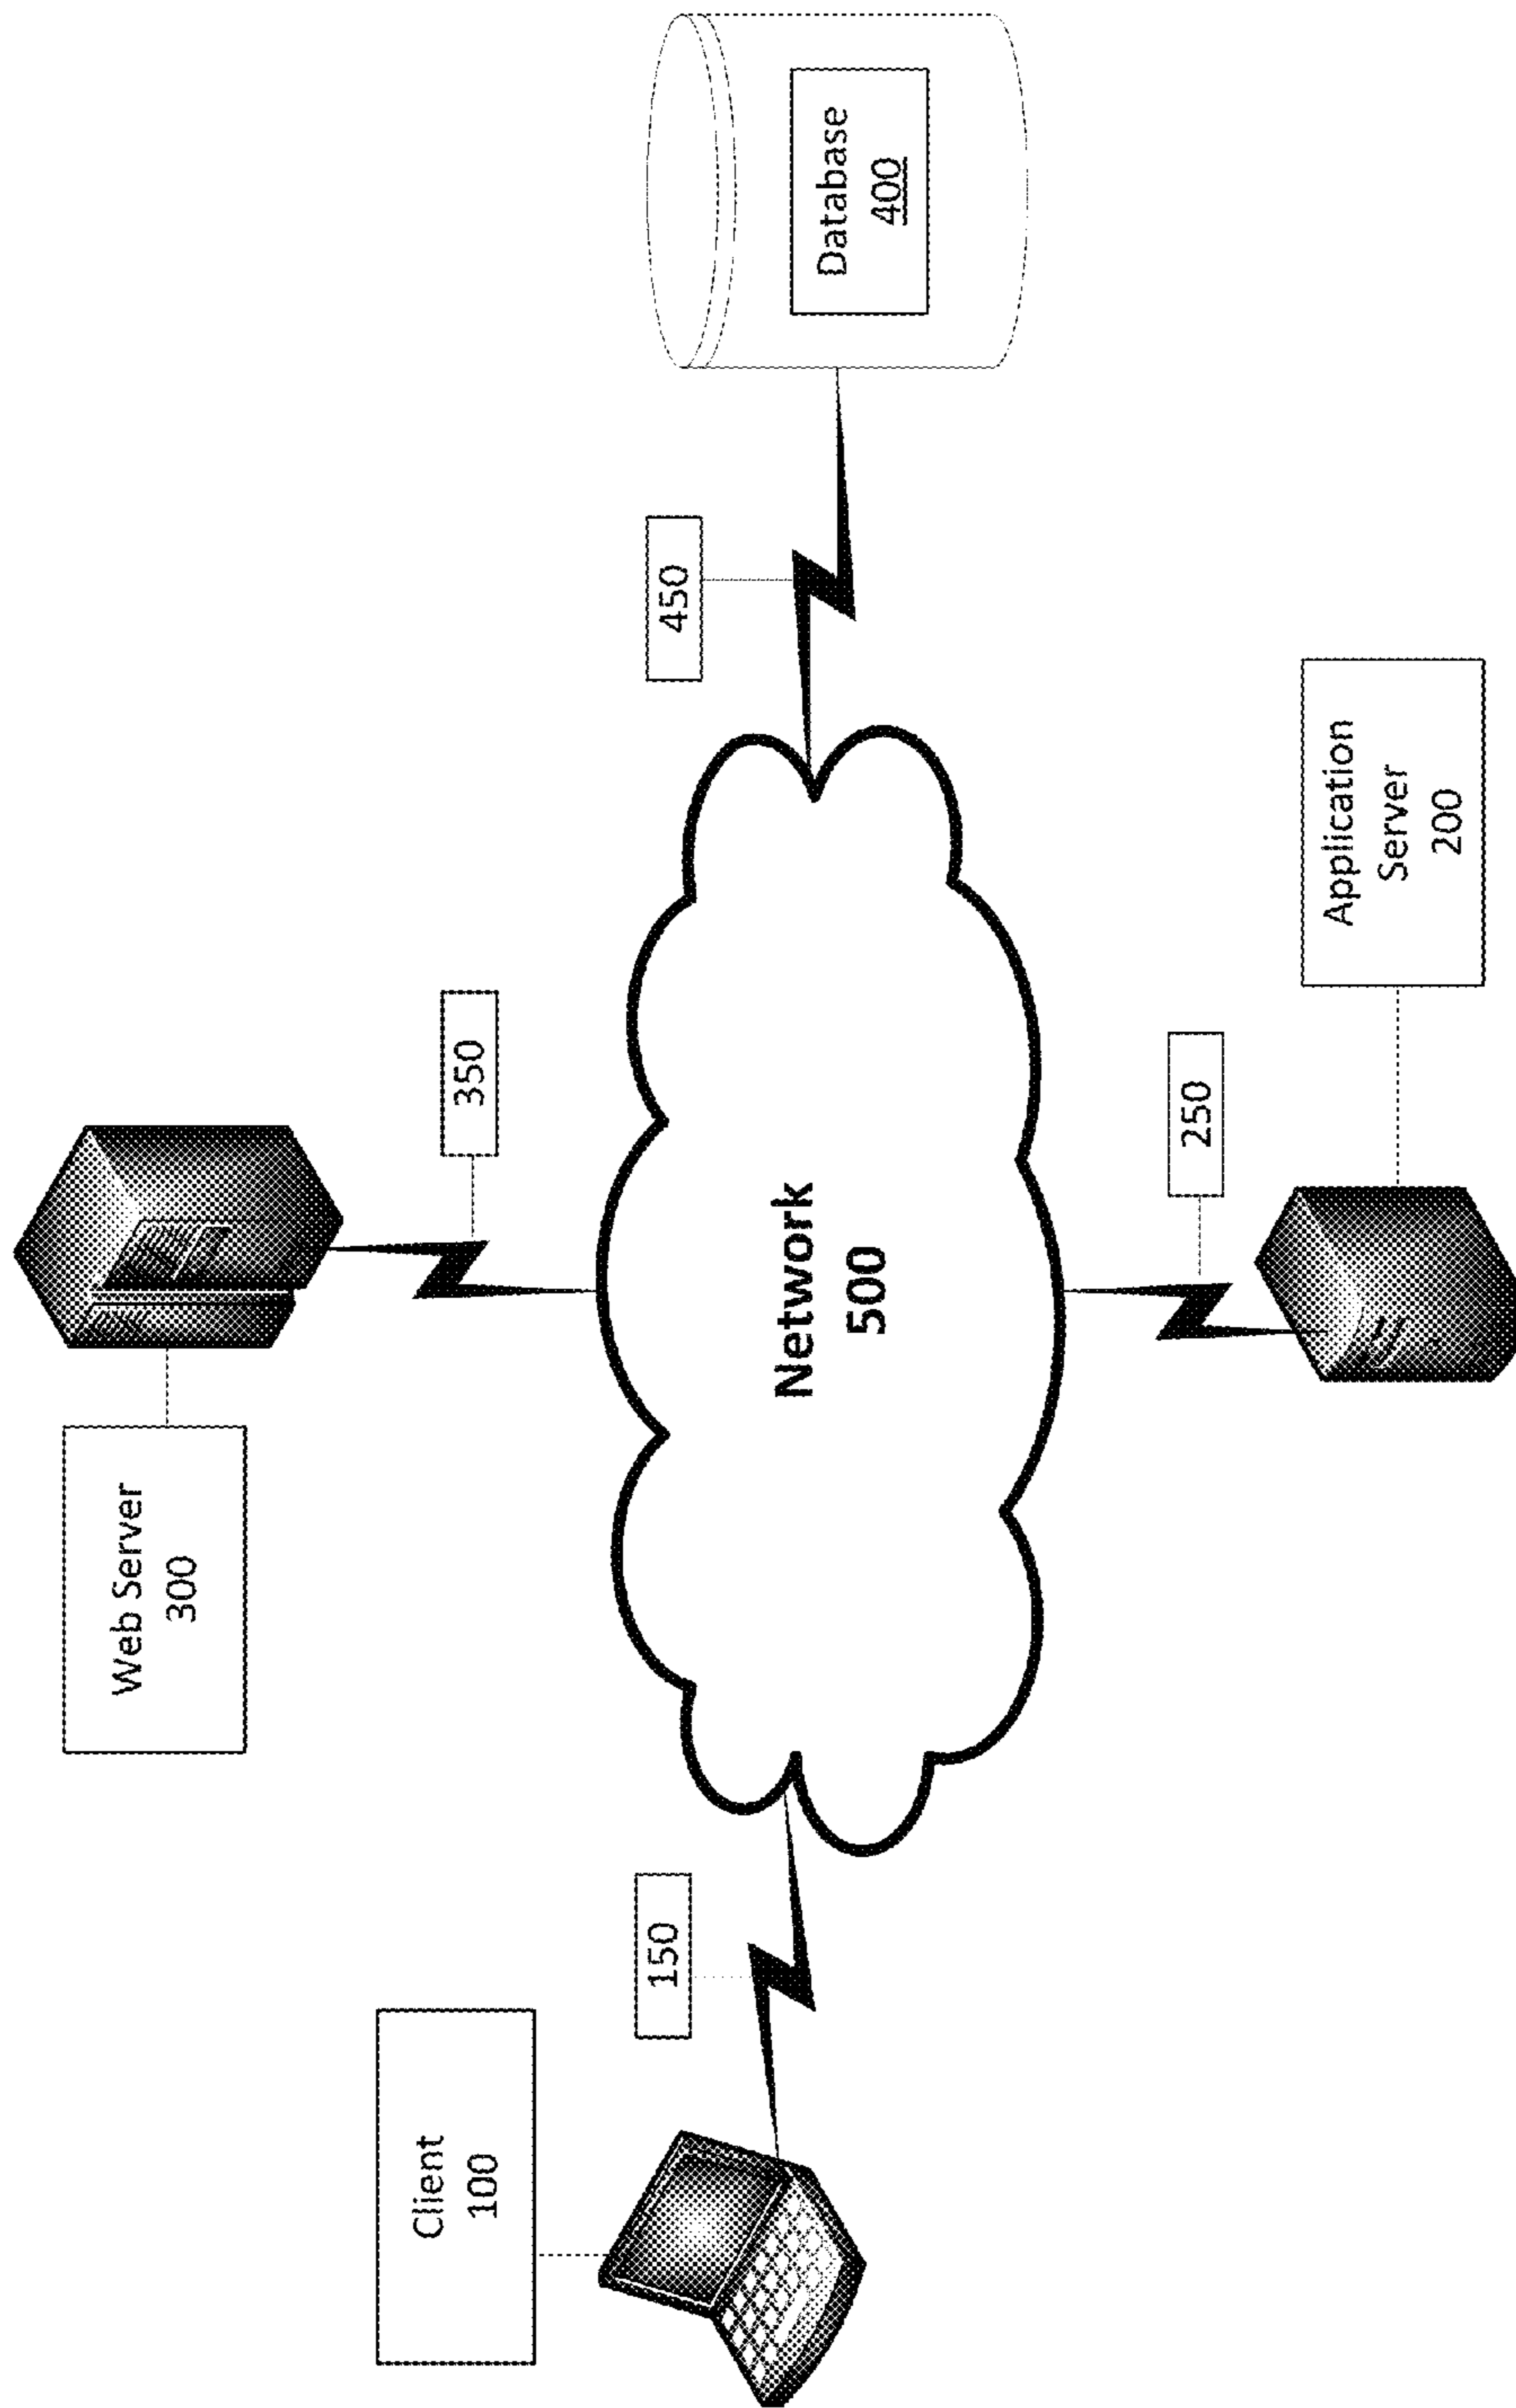 Web Server
300
350
Client
100
150
Network
500
450
Database
400
250
Application
Server
200